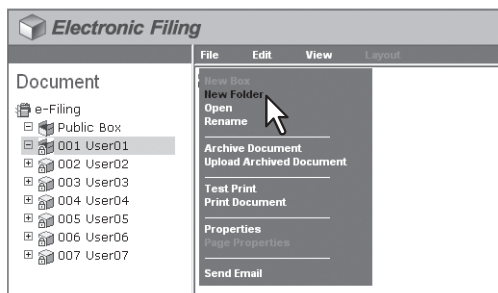 Electronic Filing
File Edit View Layout
Document
e-Filing
Public Box
001 User01
002 User02
003 User03
004 User04
005 User05
006 User06
007 User07
New Box
New Folder
Open
Rename
Archive Document
Upload Archived Document
Test Print
Print Document
Properties
Page Properties
Send Email